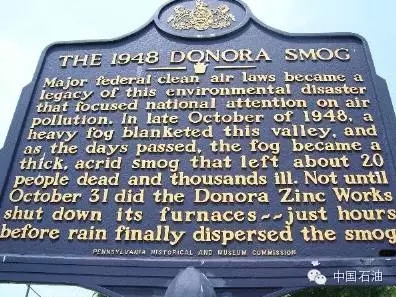 THE 1948 DONORA SMOG
Major federal clean air laws became a
legacy of this environmental disaster
that focused national attention on air
pollution. In late October of 1948, a
heavy fog blanketed this valley, and
as the days passed, the fog became a
thick, acrid smog that left about 20
people dead and thousands ill. Not until
October 31 did the Donora Zinc Works
shut down its furnaces--just hours
before rain finally dispersed the smog.
PENNSYLVANIA HISTORICAL AND MUSEUM COMMISSION
中国石油